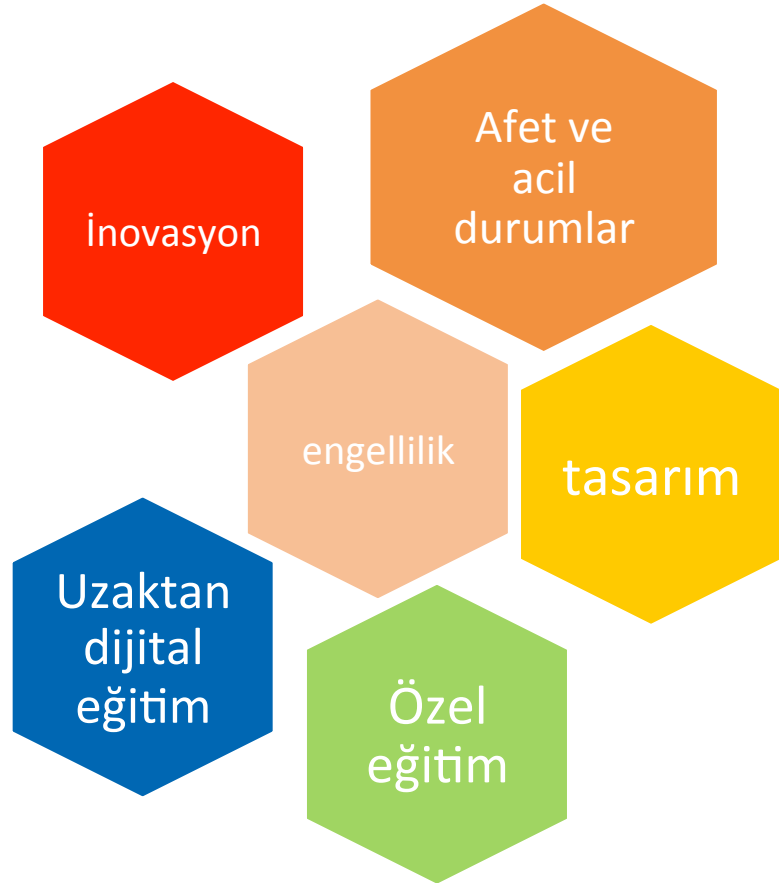 İnovasyon
Afet ve
acil
durumlar
engellilik
tasarım
Uzaktan
dijital
eğitim
Özel
eğitim